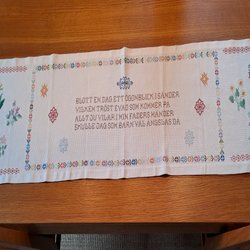 BLOTT EN DAG ETT ÖGONBLICK I SÄNDER
VILKEN TRÖST EVAD SOM KOMMER PÅ
ALLT JU VILAR I MIN FADERS HÄNDER
SKULLE JAG SOM BARN VÄL ÄNGSLAS DÅ